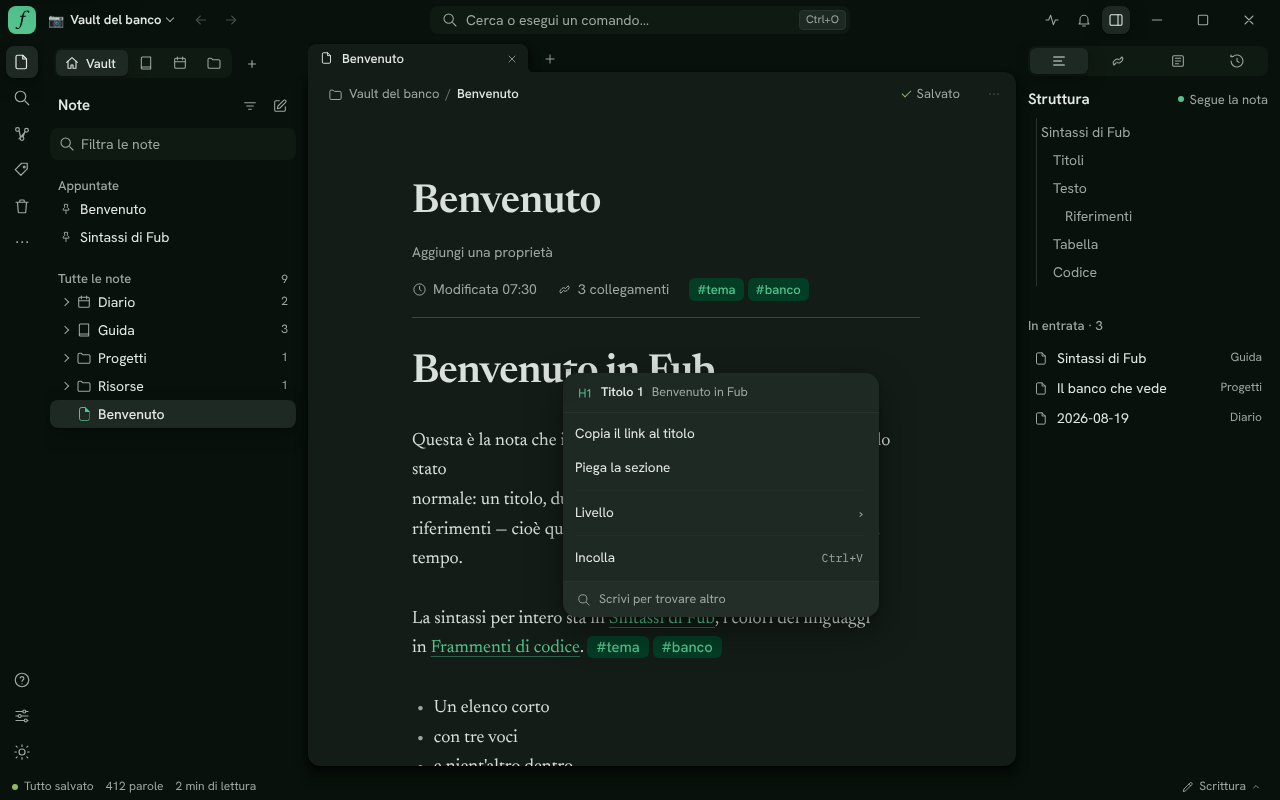 Vault del banco
Cerca o esegui un comando...
Ctrl+O
Vault
Note
Filtra le note
Appuntate
Benvenuto
Sintassi di Fub
Tutte le note 9
Diario 2
Guida 3
Progetti 1
Risorse 1
Benvenuto
Benvenuto
Vault del banco / Benvenuto
Salvato
Benvenuto
Aggiungi una proprietà
Modificata 07:30 3 collegamenti #tema #banco
Benvenuto in Fub
Questa è la nota che
stato
normale: un titolo,
riferimenti — cioè
tempo.
H1 Titolo 1 Benvenuto in Fub
Copia il link al titolo
Piega la sezione
Livello ›
Incolla Ctrl+V
Scrivi per trovare altro
La sintassi per intero sta in Sintassi di Fub, i colori dei linguaggi
in Frammenti di codice. #tema #banco
• Un elenco corto
• con tre voci
• e nient'altro dentro
Struttura
Segue la nota
Sintassi di Fub
Titoli
Testo
Riferimenti
Tabella
Codice
In entrata · 3
Sintassi di Fub Guida
Il banco che vede Progetti
2026-08-19 Diario
Tutto salvato 412 parole 2 min di lettura
Scrittura